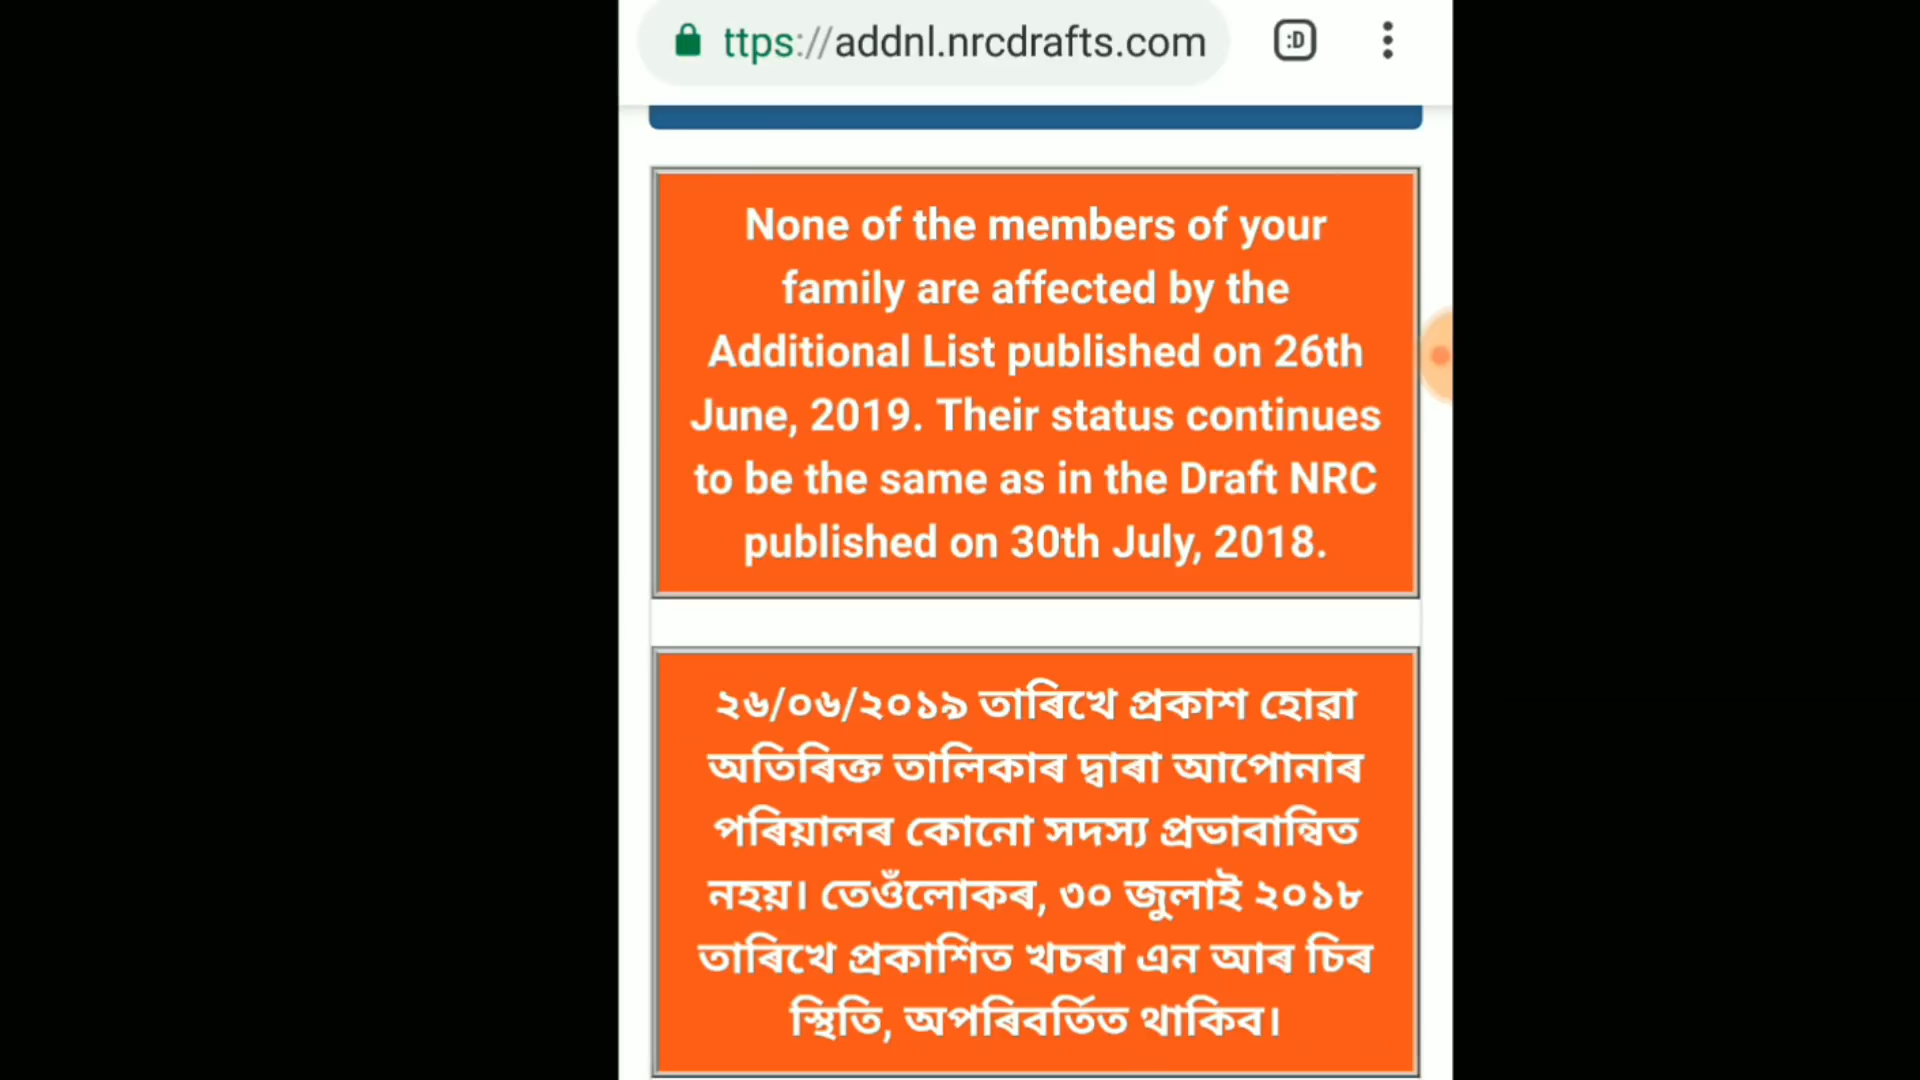 ttps://addnl.nrcdrafts.com
:D
None of the members of your
family are affected by the
Additional List published on 26th
June, 2019. Their status continues
to be the same as in the Draft NRC
published on 30th July, 2018.
২৬/০৬/২০১৯ তাৰিখে প্ৰকাশ হোৱা
অতিৰিক্ত তালিকাৰ দ্বাৰা আপোনাৰ
পৰিয়ালৰ কোনো সদস্য প্ৰভাবান্বিত
নহয়। তেওঁলোকৰ, ৩০ জুলাই ২০১৮
তাৰিখে প্ৰকাশিত খচৰা এন আৰ চিৰ
স্থিতি, অপৰিবৰ্তিত থাকিব।